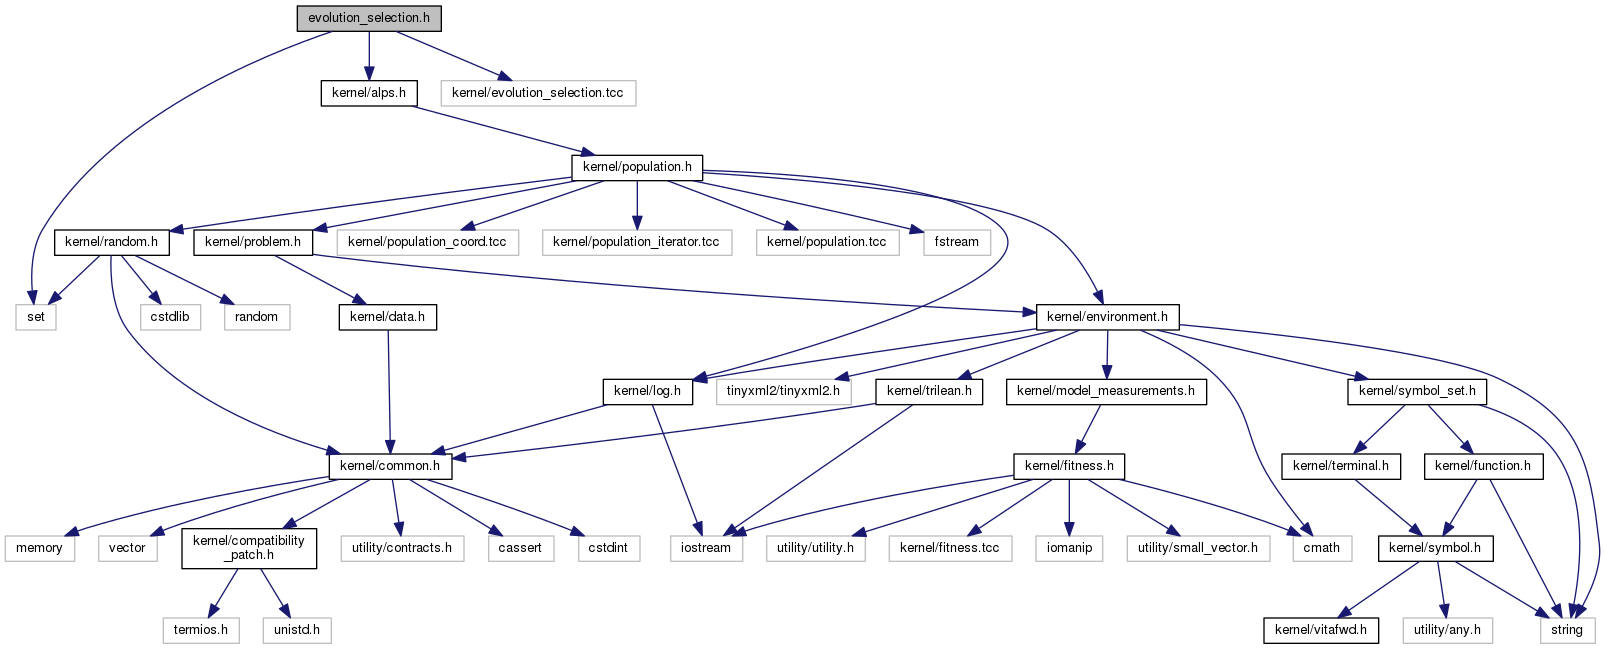 evolution_selection.h
kernel/alps.h
kernel/evolution_selection.tcc
kernel/population.h
kernel/random.h
kernel/problem.h
kernel/population_coord.tcc
kernel/population_iterator.tcc
kernel/population.tcc
fstream
set
cstdlib
random
kernel/data.h
kernel/environment.h
kernel/log.h
tinyxml2/tinyxml2.h
kernel/trilean.h
kernel/model_measurements.h
kernel/symbol_set.h
kernel/common.h
kernel/fitness.h
kernel/terminal.h
kernel/function.h
memory
vector
kernel/compatibility
_patch.h
utility/contracts.h
cassert
cstdint
iostream
utility/utility.h
kernel/fitness.tcc
iomanip
utility/small_vector.h
cmath
kernel/symbol.h
termios.h
unistd.h
kernel/vitafwd.h
utility/any.h
string